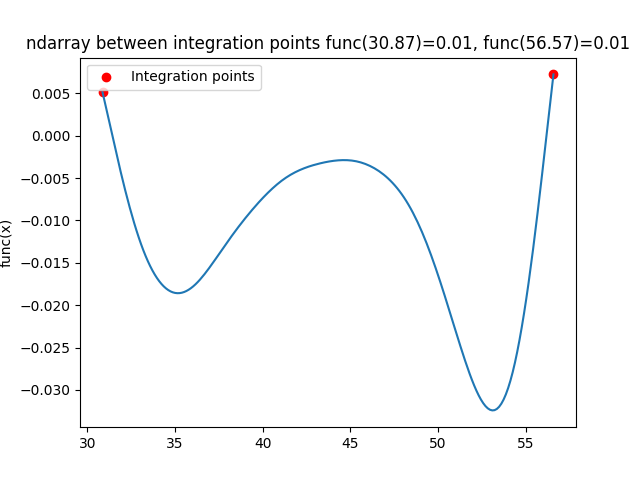 ndarray between integration points func(30.87)=0.01, func(56.57)=0.01
Integration points
0.005
0.000
−0.005
−0.010
−0.015
−0.020
−0.025
−0.030
func(x)
30 35 40 45 50 55